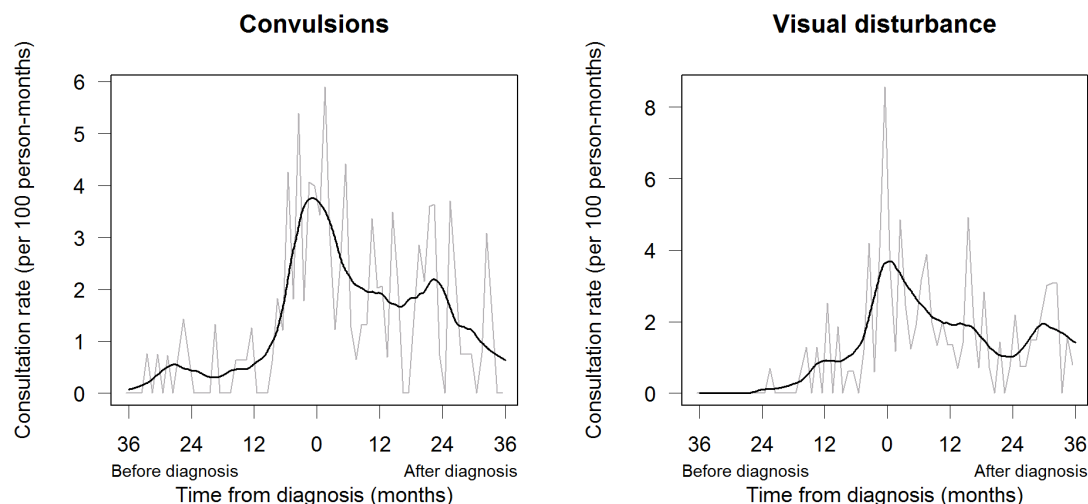 Convulsions
Consultation rate (per 100 person-months)
6
5
4
3
2
1
0
36 24 12 0 12 24 36
Before diagnosis After diagnosis
Time from diagnosis (months)
Visual disturbance
Consultation rate (per 100 person-months)
8
6
4
2
0
36 24 12 0 12 24 36
Before diagnosis After diagnosis
Time from diagnosis (months)